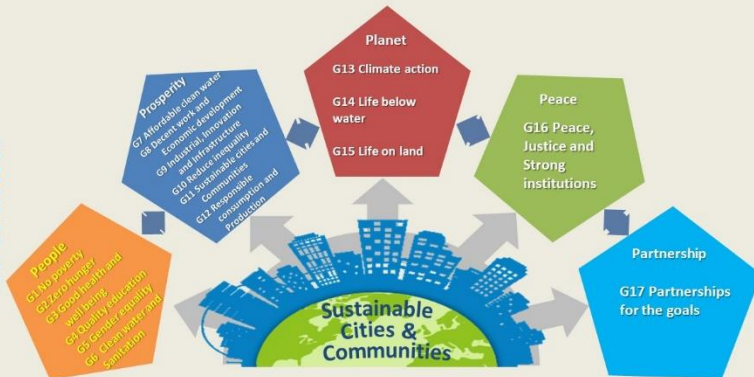 People
G1 No poverty
G2 Zero hunger
G3 Good health and
well being
G4 Quality education
G5 Gender equality
G6 Clean water and
Sanitation
Prosperity
G7 Affordable clean water
G8 Decent work and
Economic development
G9 Industrial, Innovation
and Infrastructure
G10 Reduce inequality
G11 Sustainable cities and
Communities
G12 Responsible
consumption and
Production
Planet
G13 Climate action
G14 Life below
water
G15 Life on land
Peace
G16 Peace,
Justice and
Strong
institutions
Partnership
G17 Partnerships
for the goals
Sustainable
Cities &
Communities